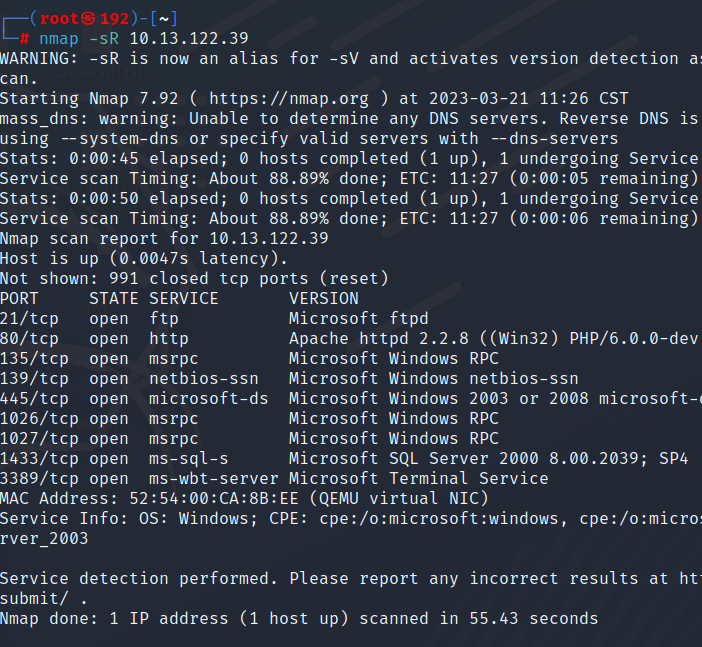 ┌──(root㉿192)-[~]
└─# nmap -sR 10.13.122.39
WARNING: -sR is now an alias for -sV and activates version detection as
can.
Starting Nmap 7.92 ( https://nmap.org ) at 2023-03-21 11:26 CST
mass_dns: warning: Unable to determine any DNS servers. Reverse DNS is
using --system-dns or specify valid servers with --dns-servers
Stats: 0:00:45 elapsed; 0 hosts completed (1 up), 1 undergoing Service
Service scan Timing: About 88.89% done; ETC: 11:27 (0:00:05 remaining)
Stats: 0:00:50 elapsed; 0 hosts completed (1 up), 1 undergoing Service
Service scan Timing: About 88.89% done; ETC: 11:27 (0:00:06 remaining)
Nmap scan report for 10.13.122.39
Host is up (0.0047s latency).
Not shown: 991 closed tcp ports (reset)
PORT     STATE SERVICE       VERSION
21/tcp   open  ftp           Microsoft ftpd
80/tcp   open  http          Apache httpd 2.2.8 ((Win32) PHP/6.0.0-dev
135/tcp  open  msrpc         Microsoft Windows RPC
139/tcp  open  netbios-ssn   Microsoft Windows netbios-ssn
445/tcp  open  microsoft-ds  Microsoft Windows 2003 or 2008 microsoft-
1026/tcp open  msrpc         Microsoft Windows RPC
1027/tcp open  msrpc         Microsoft Windows RPC
1433/tcp open  ms-sql-s      Microsoft SQL Server 2000 8.00.2039; SP4
3389/tcp open  ms-wbt-server Microsoft Terminal Service
MAC Address: 52:54:00:CA:8B:EE (QEMU virtual NIC)
Service Info: OS: Windows; CPE: cpe:/o:microsoft:windows, cpe:/o:micros
rver_2003

Service detection performed. Please report any incorrect results at htt
submit/ .
Nmap done: 1 IP address (1 host up) scanned in 55.43 seconds